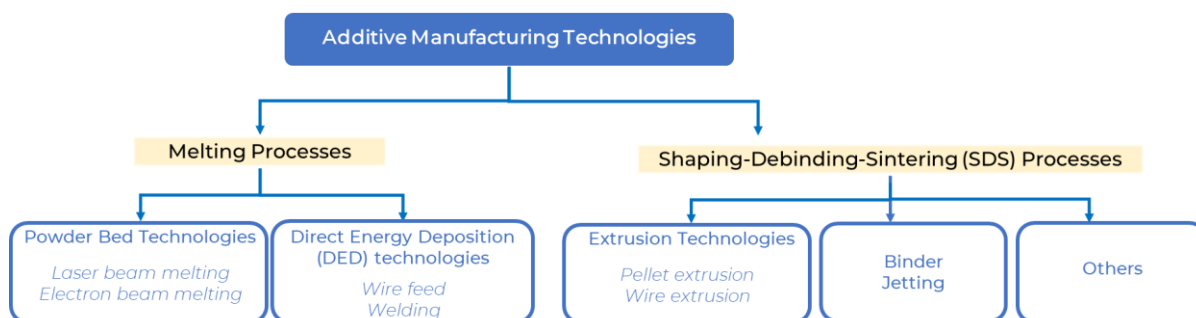 Additive Manufacturing Technologies
Melting Processes
Shaping-Debinding-Sintering (SDS) Processes
Powder Bed Technologies
Laser beam melting
Electron beam melting
Direct Energy Deposition
(DED) technologies
Wire feed
Welding
Extrusion Technologies
Pellet extrusion
Wire extrusion
Binder
Jetting
Others